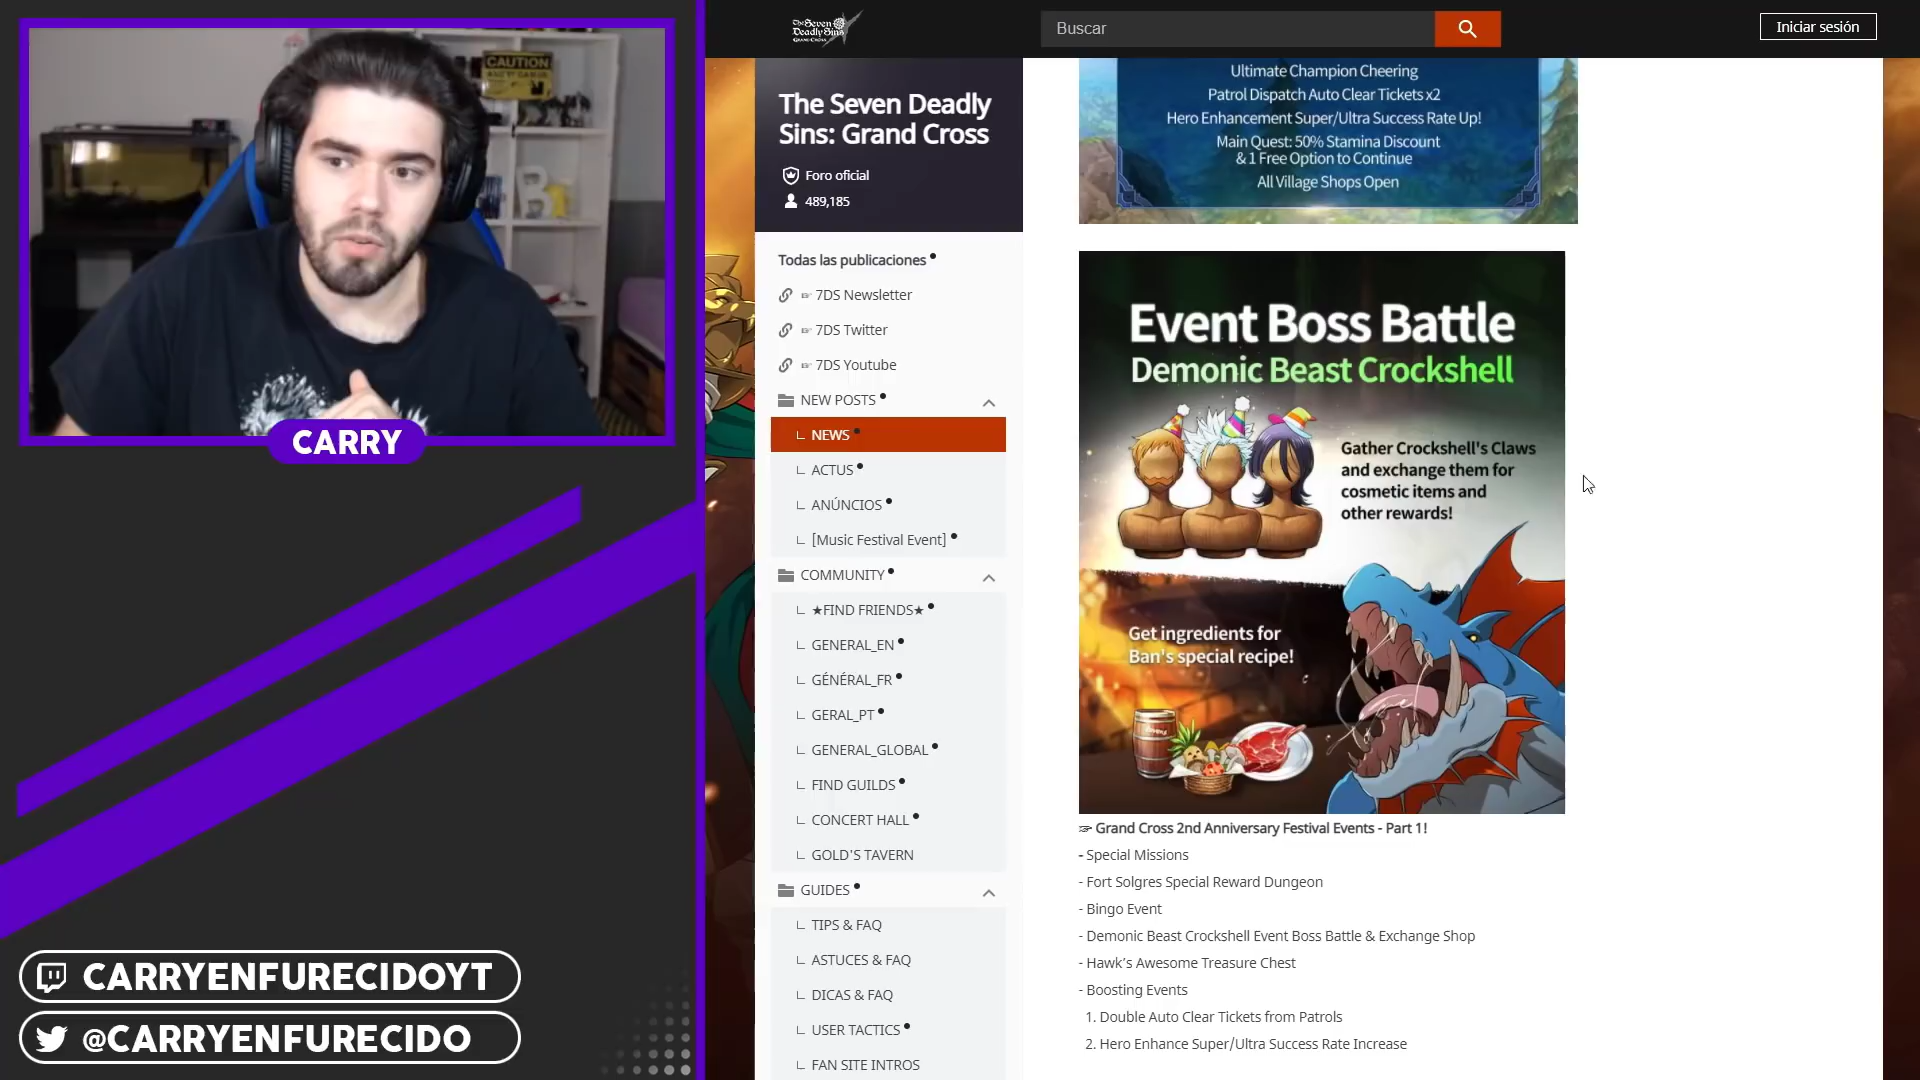 CAUTION
CARRY
CARRYENFURECIDOYT
@CARRYENFURECIDO
The Seven
Deadly Sins
GRAND CROSS
Buscar
Iniciar sesión
The Seven Deadly
Sins: Grand Cross
Foro oficial
489,185
Todas las publicaciones
7DS Newsletter
7DS Twitter
7DS Youtube
NEW POSTS
NEWS
ACTUS
ANÚNCIOS
[Music Festival Event]
COMMUNITY
★FIND FRIENDS★
GENERAL_EN
GÉNÉRAL_FR
GERAL_PT
GENERAL_GLOBAL
FIND GUILDS
CONCERT HALL
GOLD'S TAVERN
GUIDES
TIPS & FAQ
ASTUCES & FAQ
DICAS & FAQ
USER TACTICS
FAN SITE INTROS
Ultimate Champion Cheering
Patrol Dispatch Auto Clear Tickets x2
Hero Enhancement Super/Ultra Success Rate Up!
Main Quest: 50% Stamina Discount
& 1 Free Option to Continue
All Village Shops Open
Event Boss Battle
Demonic Beast Crockshell
Gather Crockshell's Claws
and exchange them for
cosmetic items and
other rewards!
Get ingredients for
Ban's special recipe!
☞ Grand Cross 2nd Anniversary Festival Events - Part 1!
- Special Missions
- Fort Solgres Special Reward Dungeon
- Bingo Event
- Demonic Beast Crockshell Event Boss Battle & Exchange Shop
- Hawk's Awesome Treasure Chest
- Boosting Events
1. Double Auto Clear Tickets from Patrols
2. Hero Enhance Super/Ultra Success Rate Increase